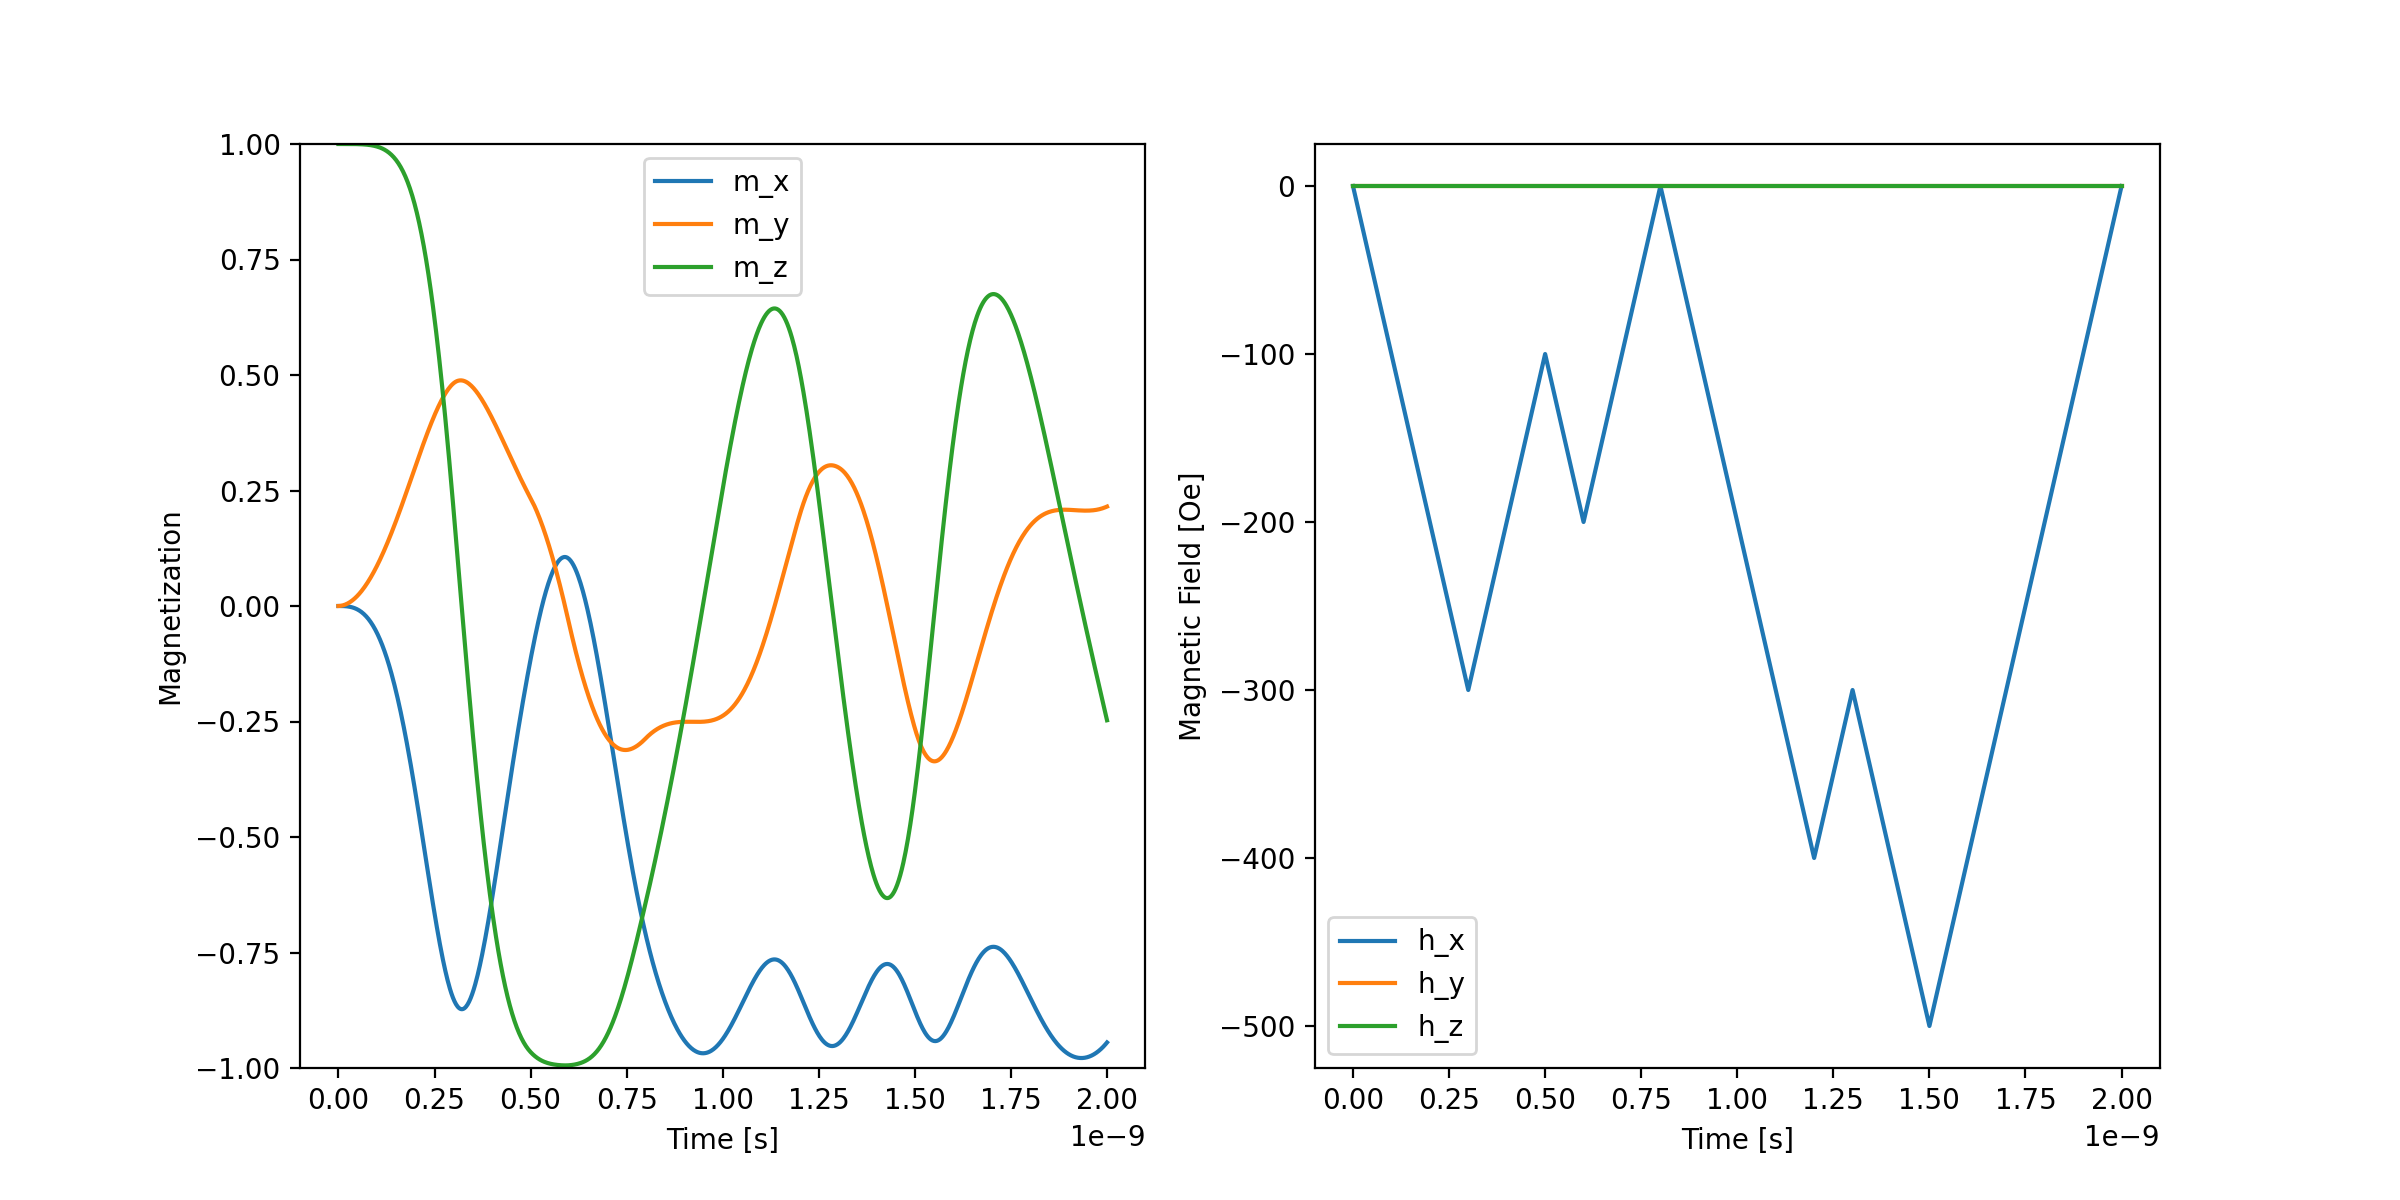 Magnetization
1.00
0.75
0.50
0.25
0.00
−0.25
−0.50
−0.75
−1.00
m_x
m_y
m_z
0.00 0.25 0.50 0.75 1.00 1.25 1.50 1.75 2.00
Time [s]
1e−9
Magnetic Field [Oe]
0
−100
−200
−300
−400
−500
h_x
h_y
h_z
0.00 0.25 0.50 0.75 1.00 1.25 1.50 1.75 2.00
Time [s]
1e−9